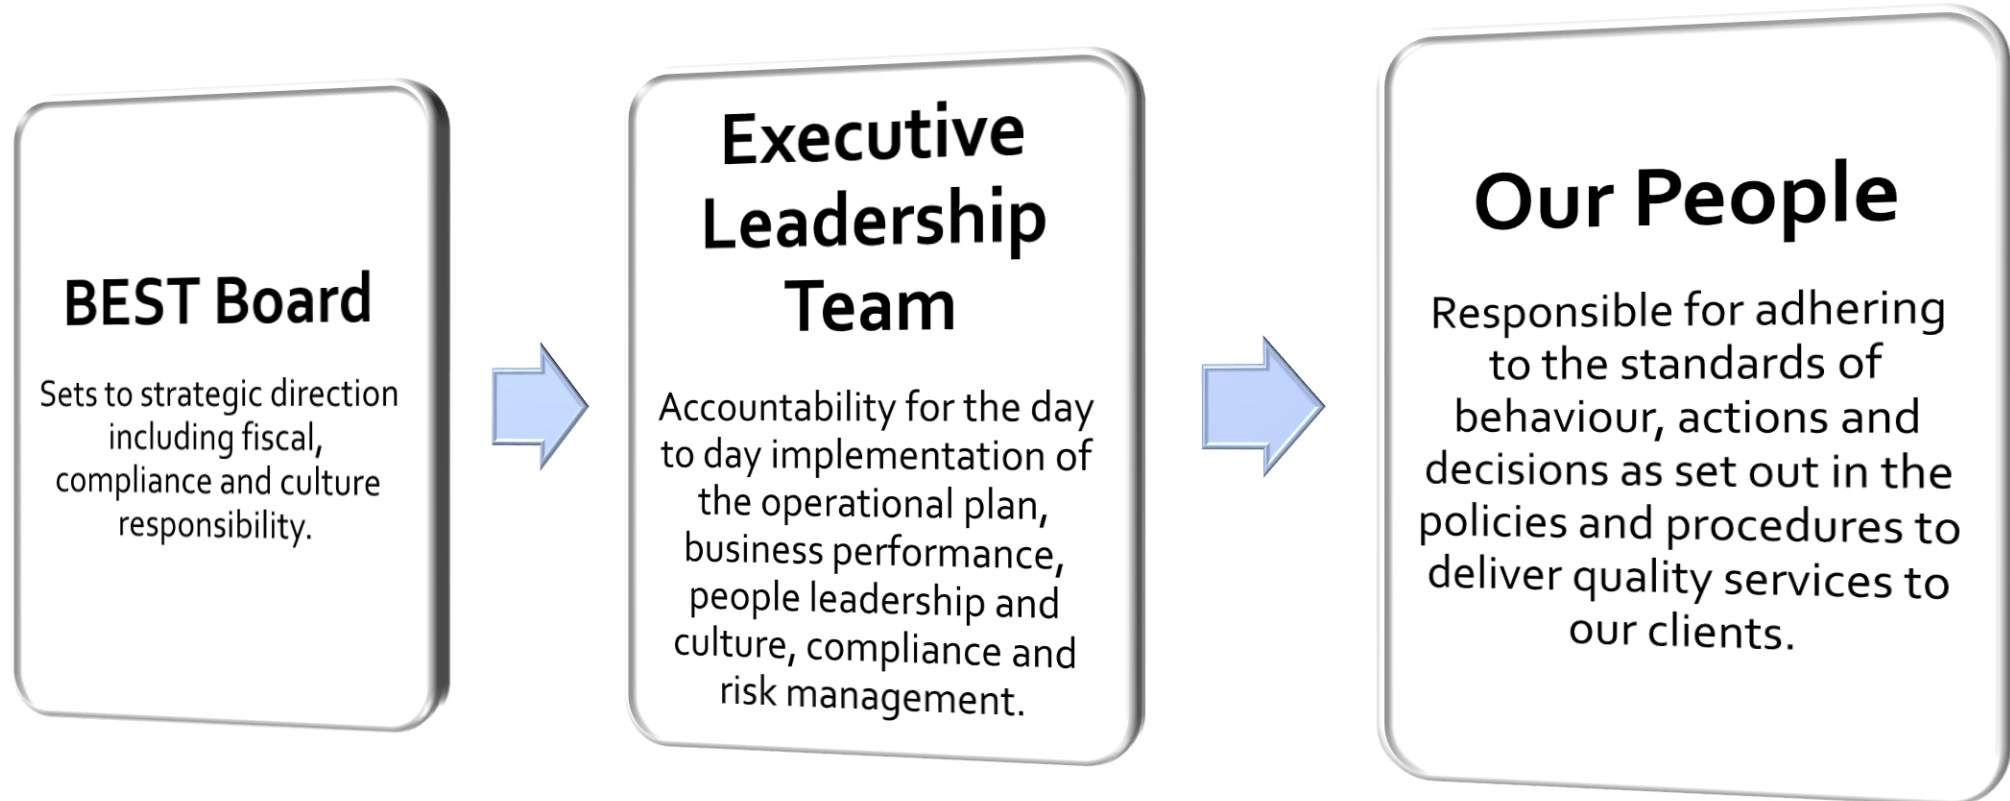 BEST Board
Sets to strategic direction
including fiscal,
compliance and culture
responsibility.
Executive
Leadership
Team
Accountability for the day
to day implementation of
the operational plan,
business performance,
people leadership and
culture, compliance and
risk management.
Our People
Responsible for adhering
to the standards of
behaviour, actions and
decisions as set out in the
policies and procedures to
deliver quality services to
our clients.